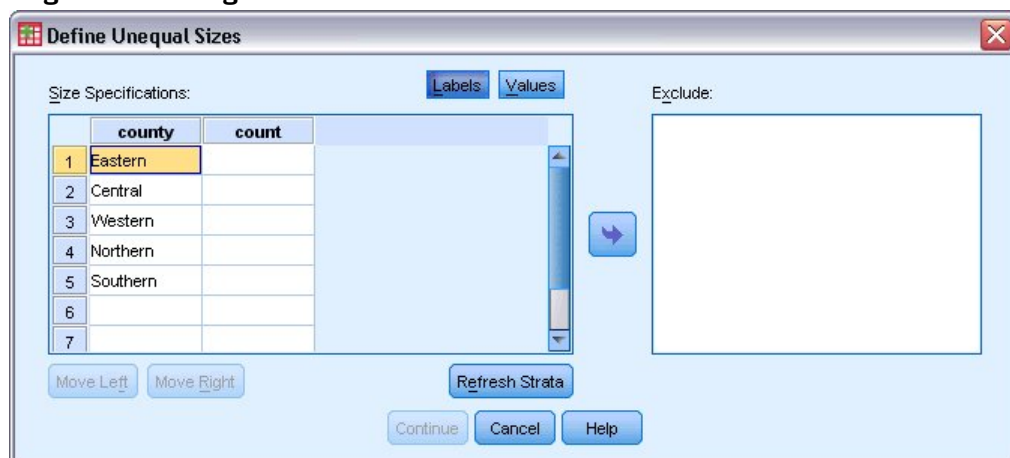 Define Unequal Sizes
Size Specifications:
Labels
Values
Exclude:
county
count
1 Eastern
2 Central
3 Western
4 Northern
5 Southern
6
7
Move Left
Move Right
Refresh Strata
Continue
Cancel
Help